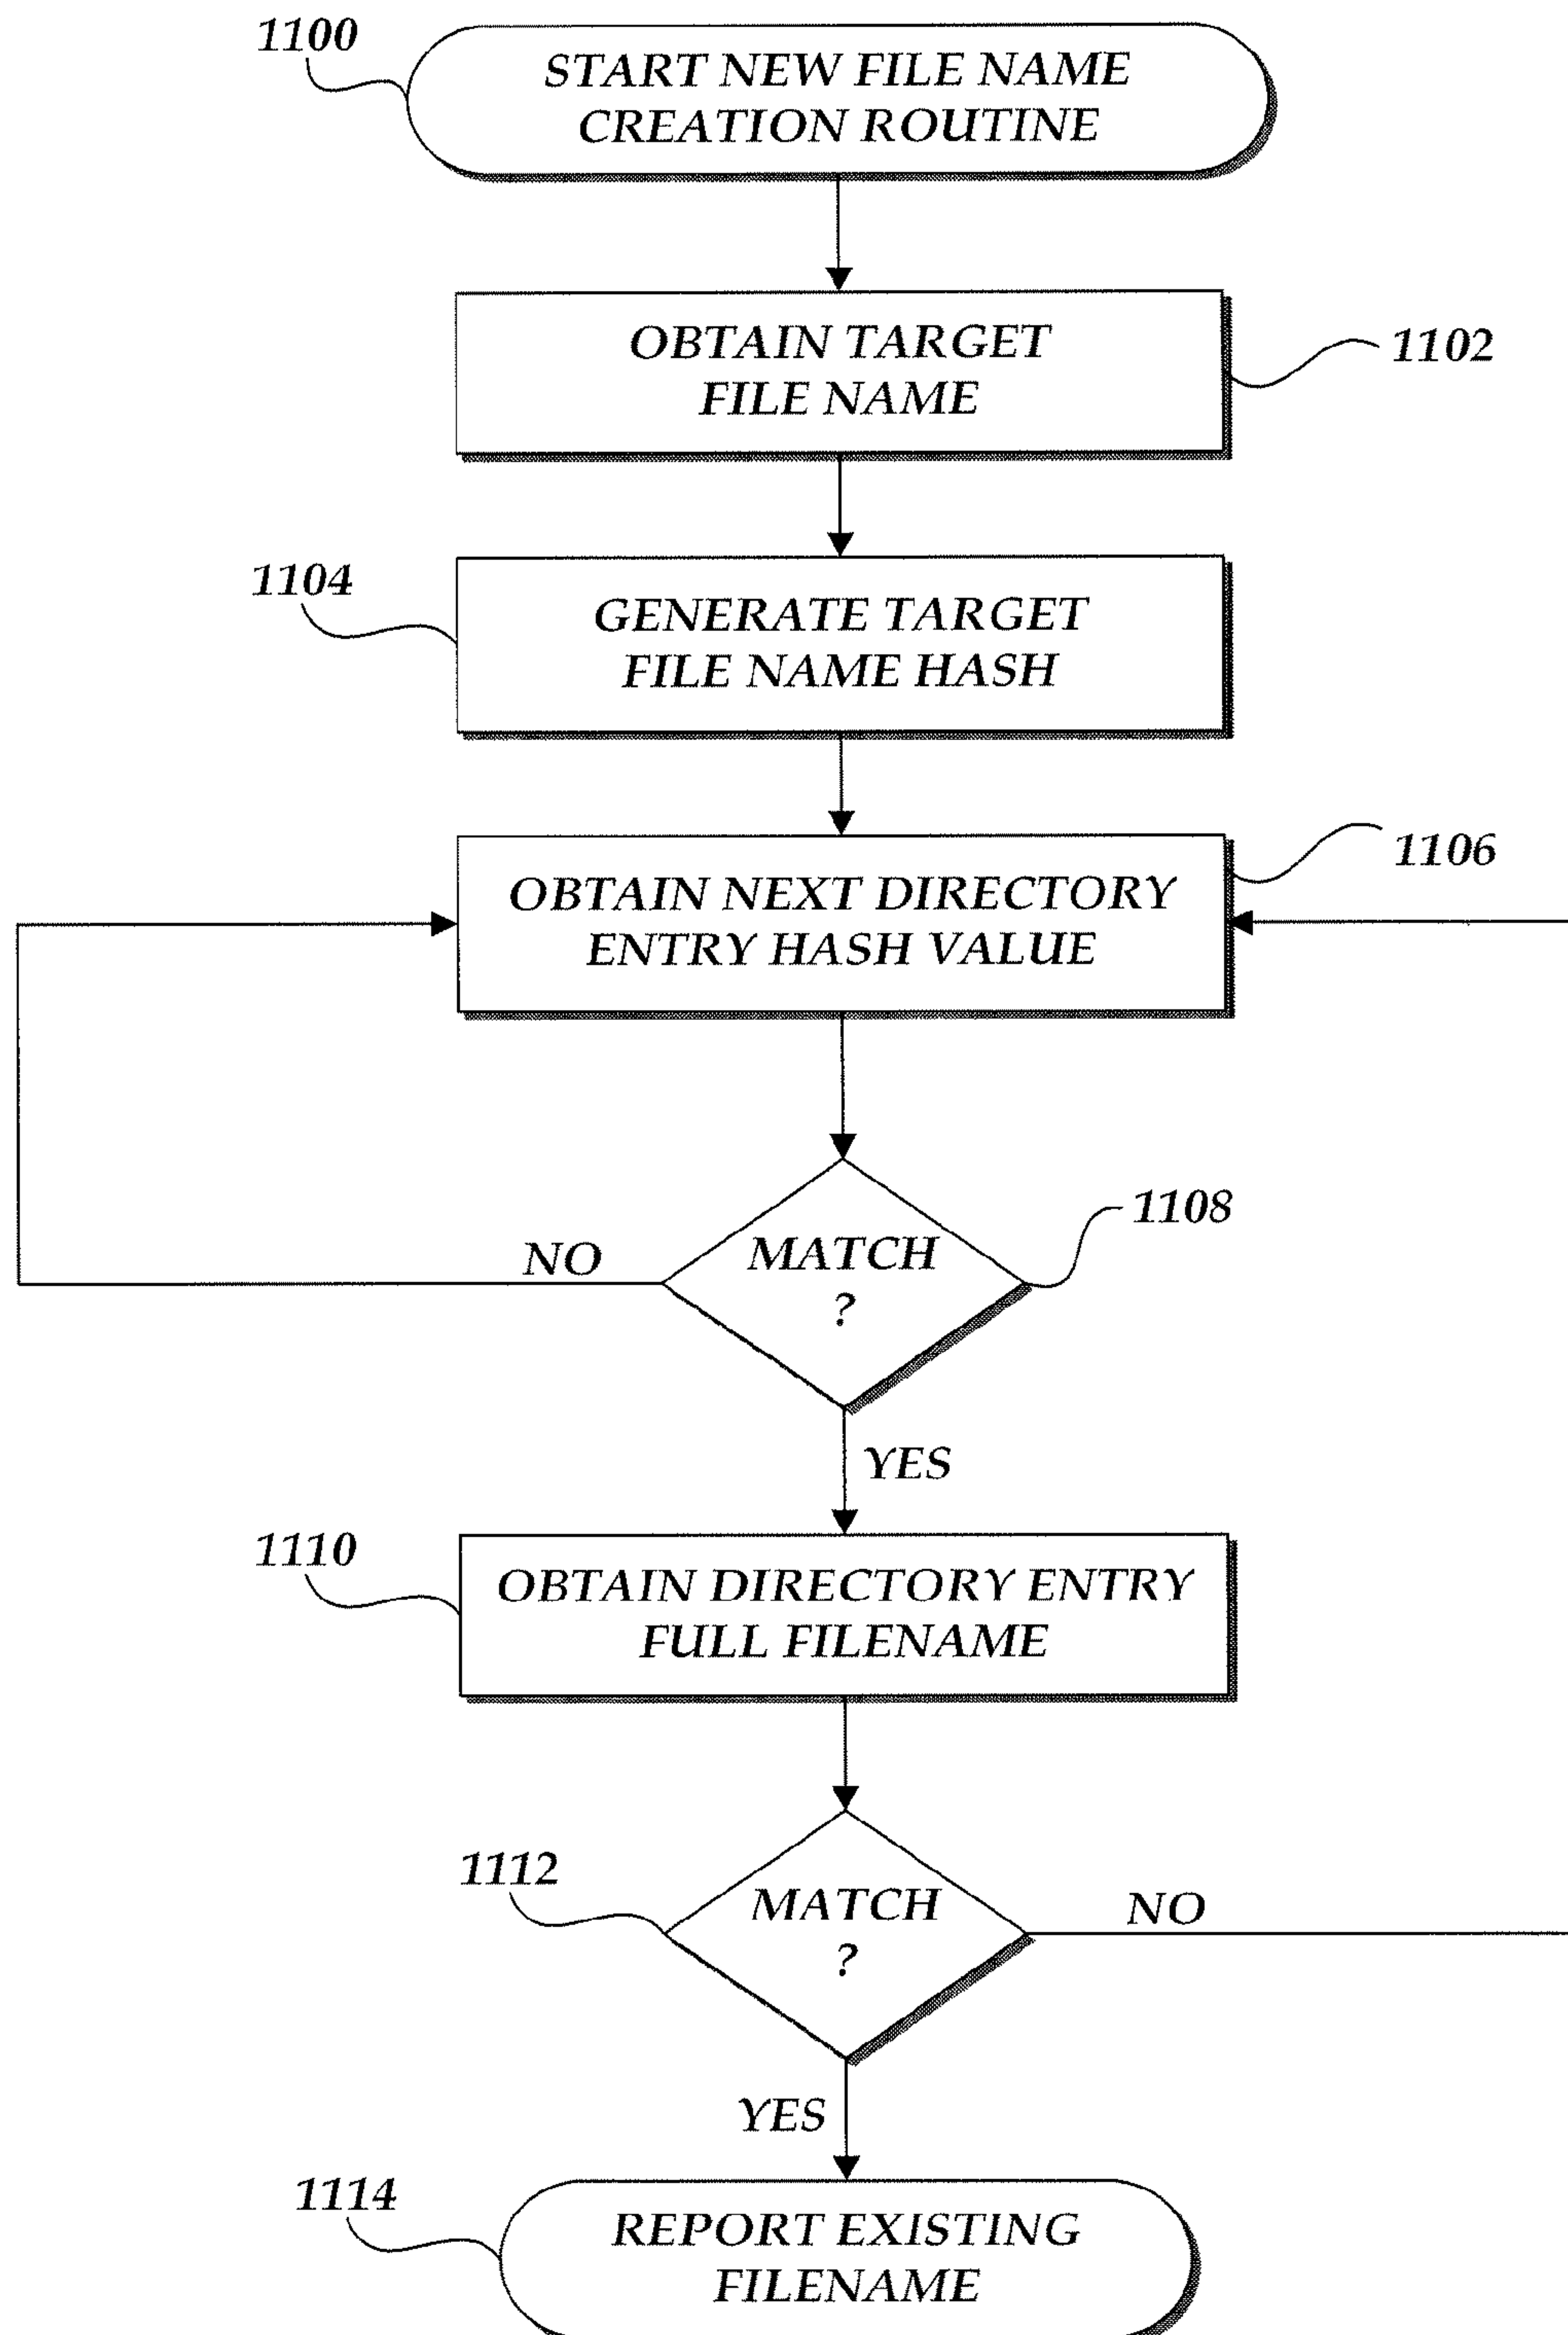 1100
START NEW FILE NAME
CREATION ROUTINE
OBTAIN TARGET
FILE NAME
1102
1104
GENERATE TARGET
FILE NAME HASH
1106
OBTAIN NEXT DIRECTORY
ENTRY HASH VALUE
1108
NO
MATCH
?
YES
1110
OBTAIN DIRECTORY ENTRY
FULL FILENAME
1112
MATCH
?
NO
YES
1114
REPORT EXISTING
FILENAME